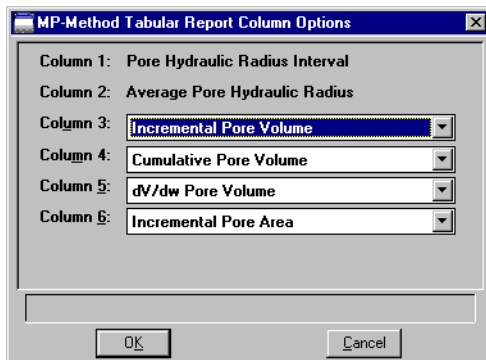 MP-Method Tabular Report Column Options
Column 1: Pore Hydraulic Radius Interval
Column 2: Average Pore Hydraulic Radius
Column 3: Incremental Pore Volume
Column 4: Cumulative Pore Volume
Column 5: dV/dw Pore Volume
Column 6: Incremental Pore Area
OK Cancel